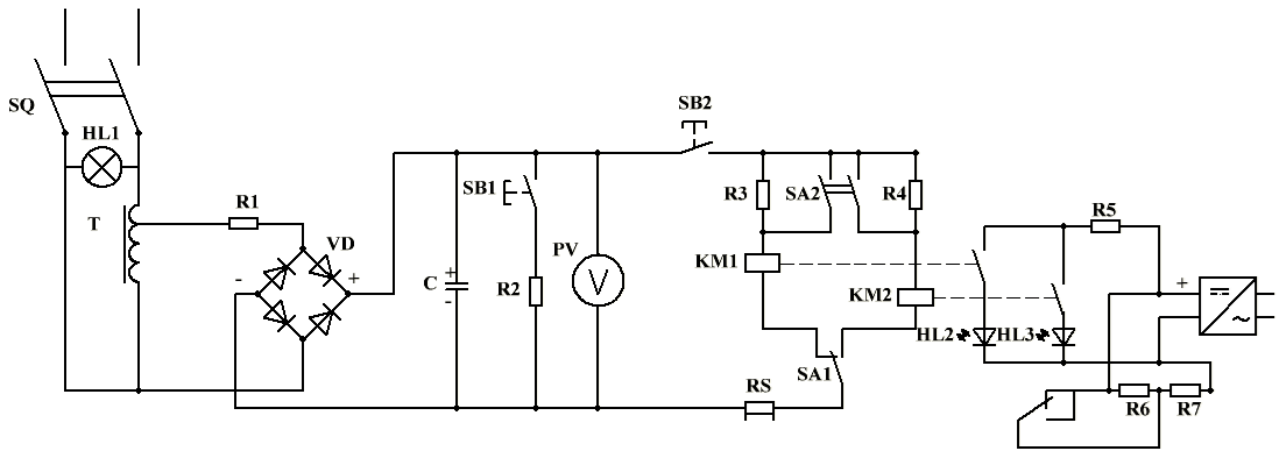 SQ
HL1
T
R1
VD
-
+
C
+
-
SB1
R2
PV
V
SB2
R3
SA2
R4
KM1
KM2
SA1
RS
R5
+
HL2
HL3
R6
R7